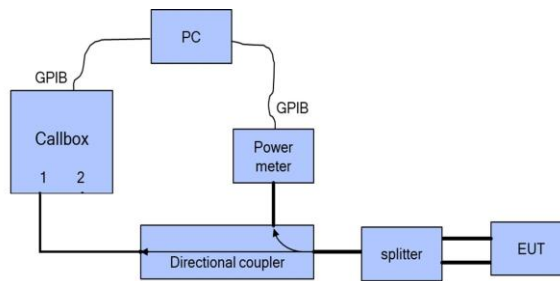 PC
GPIB
GPIB
Callbox
1 2
Power
meter
Directional coupler
splitter
EUT